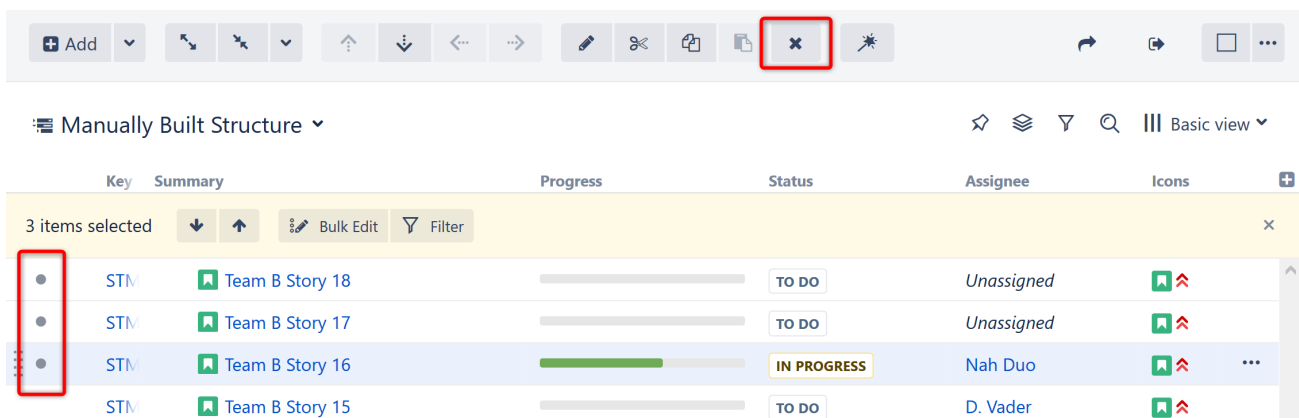 Add
Manually Built Structure
Basic view
Key Summary Progress Status Assignee Icons
3 items selected Bulk Edit Filter
STM Team B Story 18 TO DO Unassigned
STM Team B Story 17 TO DO Unassigned
STM Team B Story 16 IN PROGRESS Nah Duo
STM Team B Story 15 TO DO D. Vader